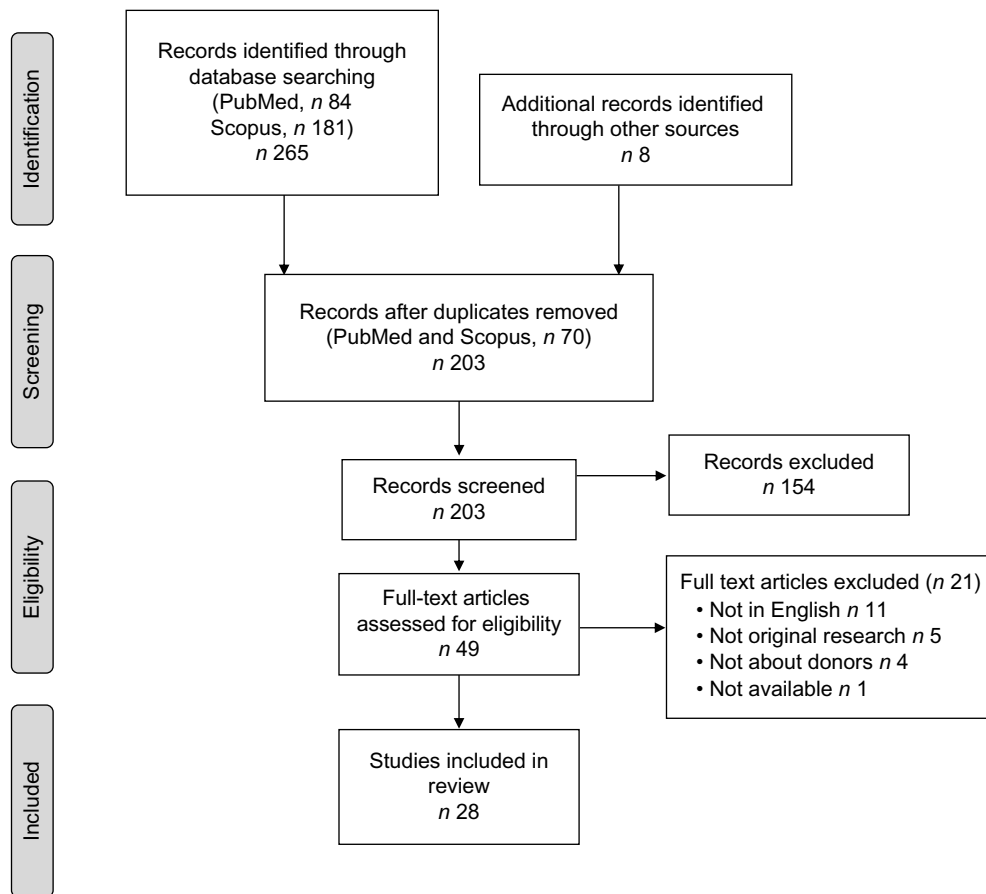 Identification
Records identified through
database searching
(PubMed, n 84
Scopus, n 181)
n 265
Additional records identified
through other sources
n 8
Screening
Records after duplicates removed
(PubMed and Scopus, n 70)
n 203
Records screened
n 203
Records excluded
n 154
Eligibility
Full-text articles
assessed for eligibility
n 49
Full text articles excluded (n 21)
• Not in English n 11
• Not original research n 5
• Not about donors n 4
• Not available n 1
Included
Studies included in
review
n 28